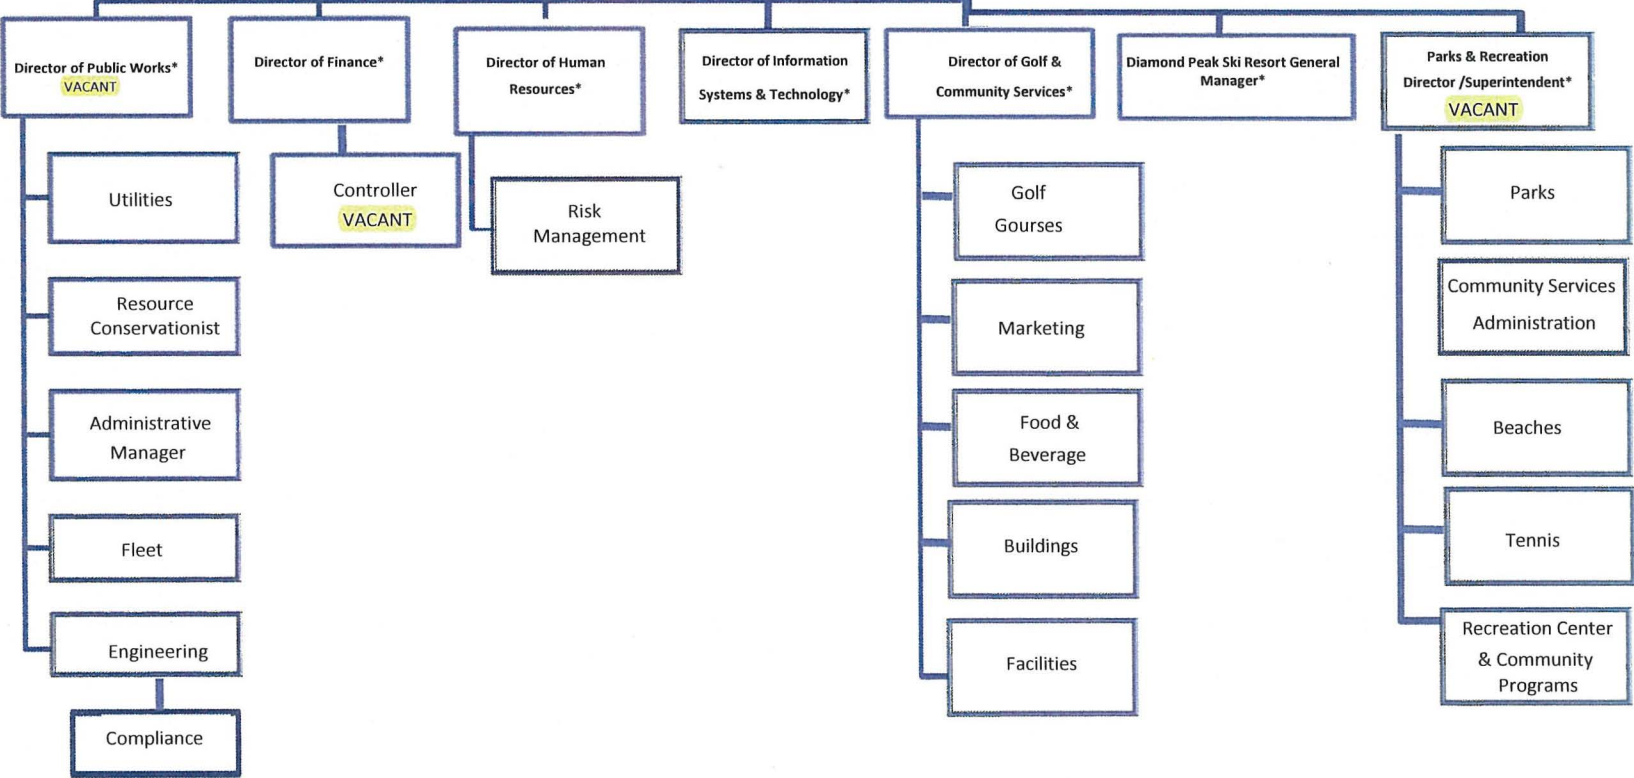 Director of Public Works*
VACANT
Director of Finance*
Director of Human
Resources*
Director of Information
Systems & Technology*
Director of Golf &
Community Services*
Diamond Peak Ski Resort General
Manager*
Parks & Recreation
Director /Superintendent*
VACANT
Utilities
Resource
Conservationist
Administrative
Manager
Fleet
Engineering
Compliance
Controller
VACANT
Risk
Management
Golf
Gourses
Marketing
Food &
Beverage
Buildings
Facilities
Parks
Community Services
Administration
Beaches
Tennis
Recreation Center
& Community
Programs